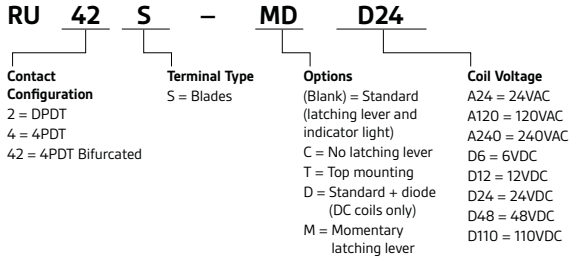 RU 42 S – MD D24
Contact
Configuration
2 = DPDT
4 = 4PDT
42 = 4PDT Bifurcated
Terminal Type
S = Blades
Options
(Blank) = Standard
(latching lever and
indicator light)
C = No latching lever
T = Top mounting
D = Standard + diode
(DC coils only)
M = Momentary
latching lever
Coil Voltage
A24 = 24VAC
A120 = 120VAC
A240 = 240VAC
D6 = 6VDC
D12 = 12VDC
D24 = 24VDC
D48 = 48VDC
D110 = 110VDC